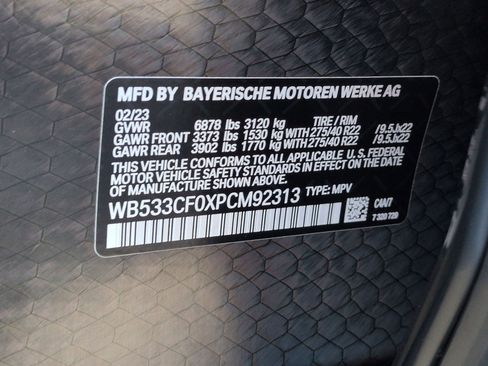 MFD BY BAYERISCHE MOTOREN WERKE AG
02/23
GVWR 6878 lbs 3120 kg TIRE / RIM
GAWR FRONT 3373 lbs 1530 kg WITH 275/40 R22 / 9.5Jx22
GAWR REAR 3902 lbs 1770 kg WITH 275/40 R22 / 9.5Jx22
THIS VEHICLE CONFORMS TO ALL APPLICABLE U.S. FEDERAL
MOTOR VEHICLE SAFETY STANDARDS IN EFFECT ON THE DATE OF
MANUFACTURE SHOWN ABOVE.
WB533CF0XPCM92313 TYPE: MPV
7 320 729